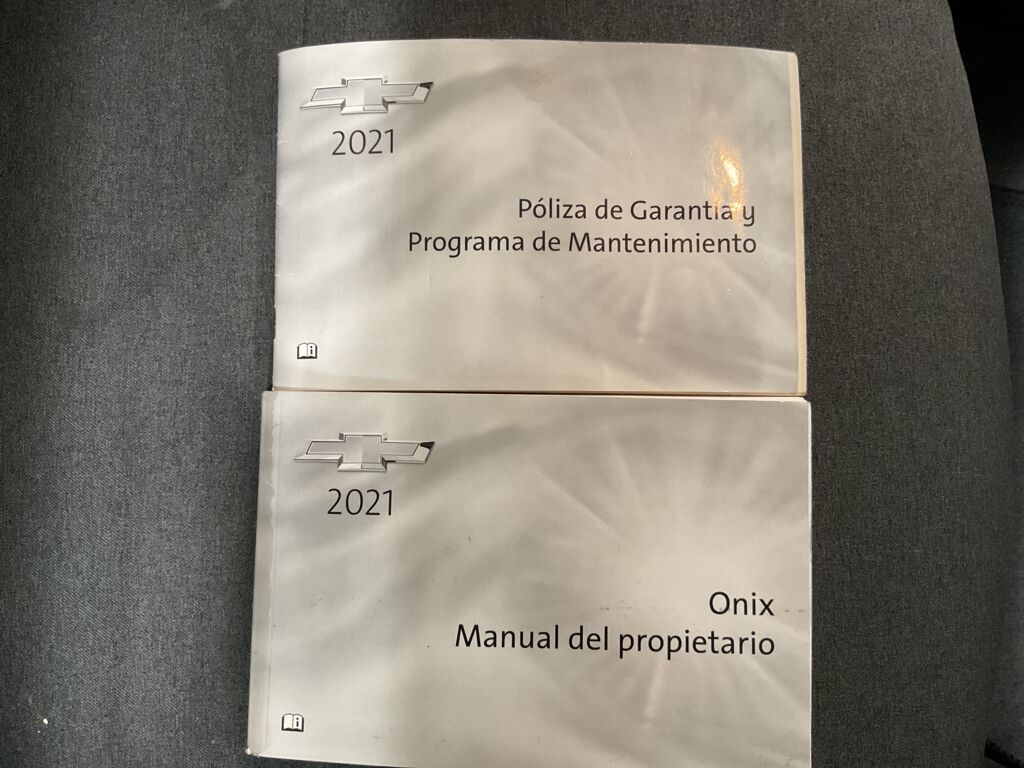 2021
Póliza de Garantía y
Programa de Mantenimiento
i
2021
Onix
Manual del propietario
i